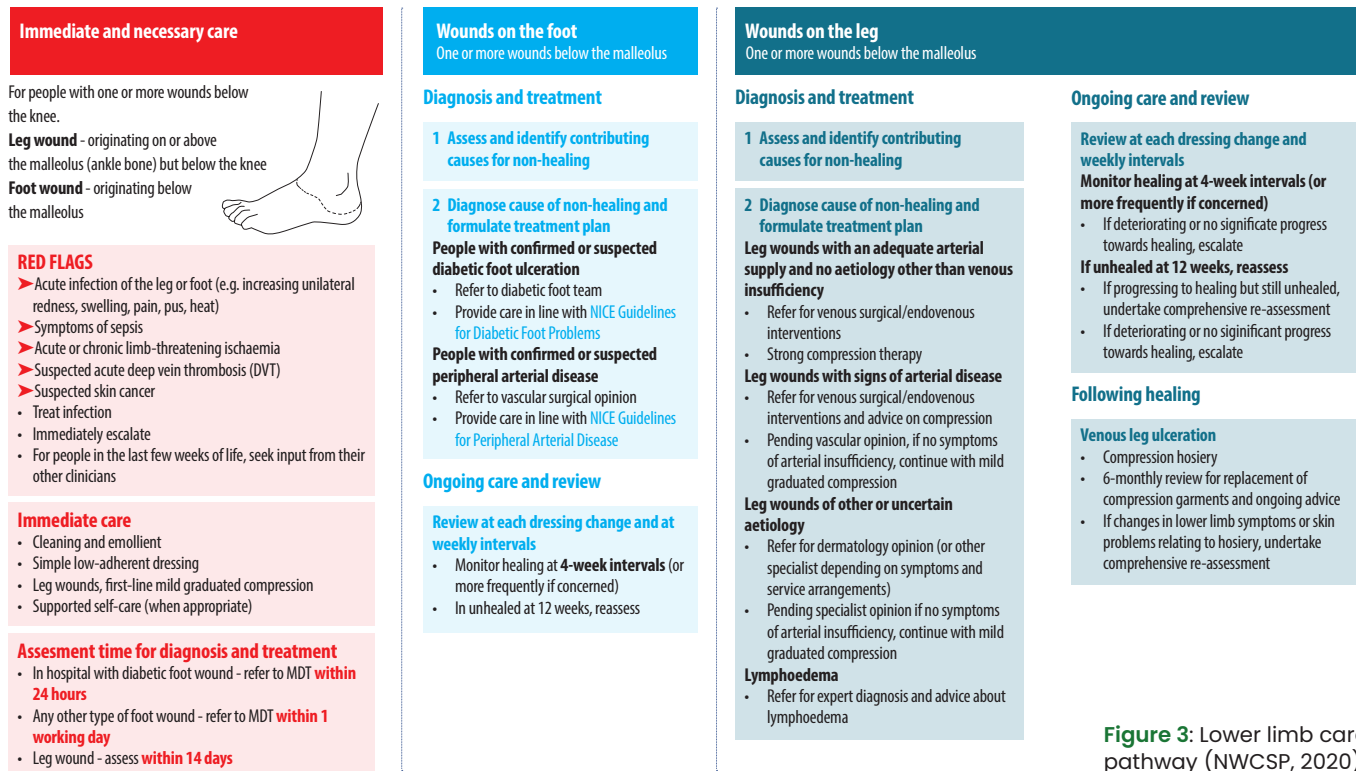 Immediate and necessary care
For people with one or more wounds below
the knee.
Leg wound - originating on or above
the malleolus (ankle bone) but below the knee
Foot wound - originating below
the malleolus
RED FLAGS
➤Acute infection of the leg or foot (e.g. increasing unilateral
redness, swelling, pain, pus, heat)
➤Symptoms of sepsis
➤Acute or chronic limb-threatening ischaemia
➤Suspected acute deep vein thrombosis (DVT)
➤Suspected skin cancer
• Treat infection
• Immediately escalate
• For people in the last few weeks of life, seek input from their
other clinicians
Immediate care
• Cleaning and emollient
• Simple low-adherent dressing
• Leg wounds, first-line mild graduated compression
• Supported self-care (when appropriate)
Assesment time for diagnosis and treatment
• In hospital with diabetic foot wound - refer to MDT within
24 hours
• Any other type of foot wound - refer to MDT within 1
working day
• Leg wound - assess within 14 days
Wounds on the foot
One or more wounds below the malleolus
Diagnosis and treatment
1 Assess and identify contributing
causes for non-healing
2 Diagnose cause of non-healing and
formulate treatment plan
People with confirmed or suspected
diabetic foot ulceration
• Refer to diabetic foot team
• Provide care in line with NICE Guidelines
for Diabetic Foot Problems
People with confirmed or suspected
peripheral arterial disease
• Refer to vascular surgical opinion
• Provide care in line with NICE Guidelines
for Peripheral Arterial Disease
Ongoing care and review
Review at each dressing change and at
weekly intervals
• Monitor healing at 4-week intervals (or
more frequently if concerned)
• In unhealed at 12 weeks, reassess
Wounds on the leg
One or more wounds below the malleolus
Diagnosis and treatment
1 Assess and identify contributing
causes for non-healing
2 Diagnose cause of non-healing and
formulate treatment plan
Leg wounds with an adequate arterial
supply and no aetiology other than venous
insufficiency
• Refer for venous surgical/endovenous
interventions
• Strong compression therapy
Leg wounds with signs of arterial disease
• Refer for venous surgical/endovenous
interventions and advice on compression
• Pending vascular opinion, if no symptoms
of arterial insufficiency, continue with mild
graduated compression
Leg wounds of other or uncertain
aetiology
• Refer for dermatology opinion (or other
specialist depending on symptoms and
service arrangements)
• Pending specialist opinion if no symptoms
of arterial insufficiency, continue with mild
graduated compression
Lymphoedema
• Refer for expert diagnosis and advice about
lymphoedema
Ongoing care and review
Review at each dressing change and
weekly intervals
Monitor healing at 4-week intervals (or
more frequently if concerned)
• If deteriorating or no significate progress
towards healing, escalate
If unhealed at 12 weeks, reassess
• If progressing to healing but still unhealed,
undertake comprehensive re-assessment
• If deteriorating or no siginificant progress
towards healing, escalate
Following healing
Venous leg ulceration
• Compression hosiery
• 6-monthly review for replacement of
compression garments and ongoing advice
• If changes in lower limb symptoms or skin
problems relating to hosiery, undertake
comprehensive re-assessment
Figure 3: Lower limb care
pathway (NWCSP, 2020)